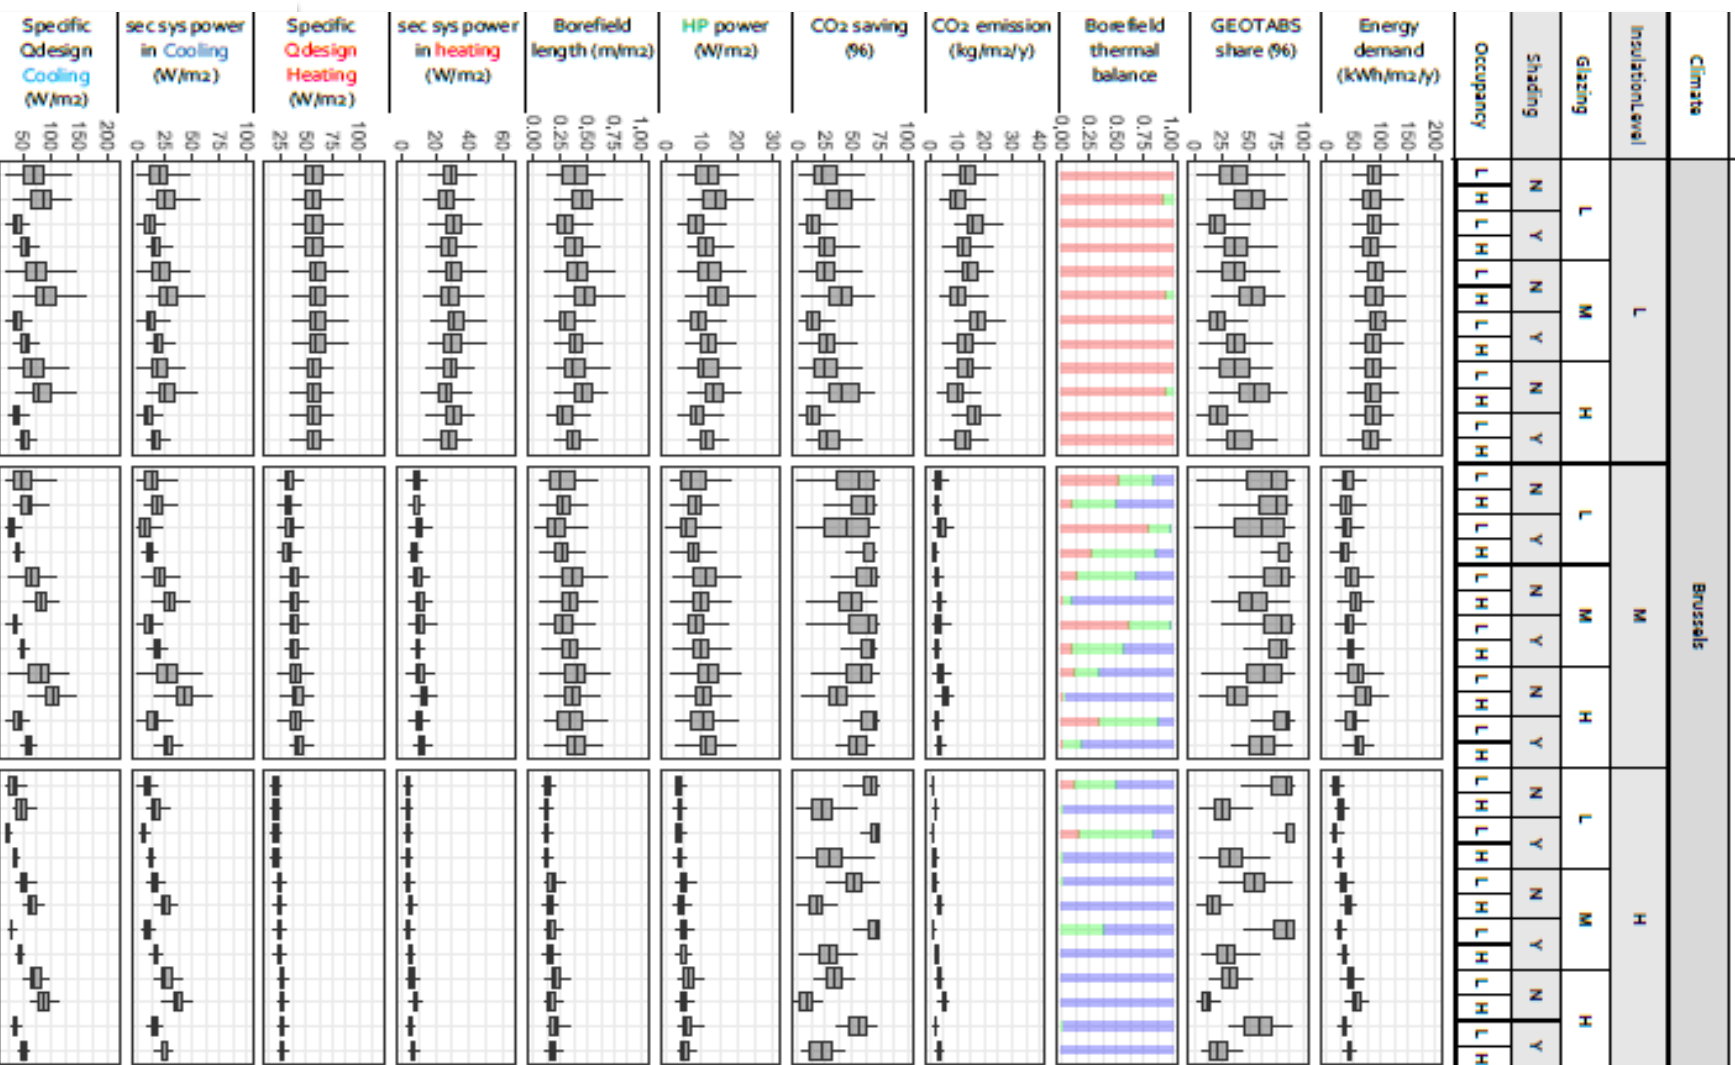 Specific
Qdesign
Cooling
(W/m2)
sec sys power
in Cooling
(W/m2)
Specific
Qdesign
Heating
(W/m2)
sec sys power
in heating
(W/m2)
Borefield
length (m/m2)
HP power
(W/m2)
CO2 saving
(%)
CO2 emission
(kg/m2/y)
Borefield
thermal
balance
GEOTABS
share (%)
Energy
demand
(kWh/m2/y)
Occupancy
Shading
Glazing
InsulationLevel
Climate
50 100 150 200
0 25 50 75 100
25 50 75 100
0 20 40 60
0.00 0.25 0,50 0,75 1,00
0 10 20 30
0 25 50 75 100
0 10 20 30 40
0,00 0.25 0.50 0.75 1,00
0 25 50 75 100
0 50 100 150 200
L H L H L H L H L H L H
N Y N Y N Y
L M H
L
L H L H L H L H L H L H
N Y N Y N Y
L M H
M
Brussels
L H L H L H L H L H L H
N Y N Y N Y
L M H
H